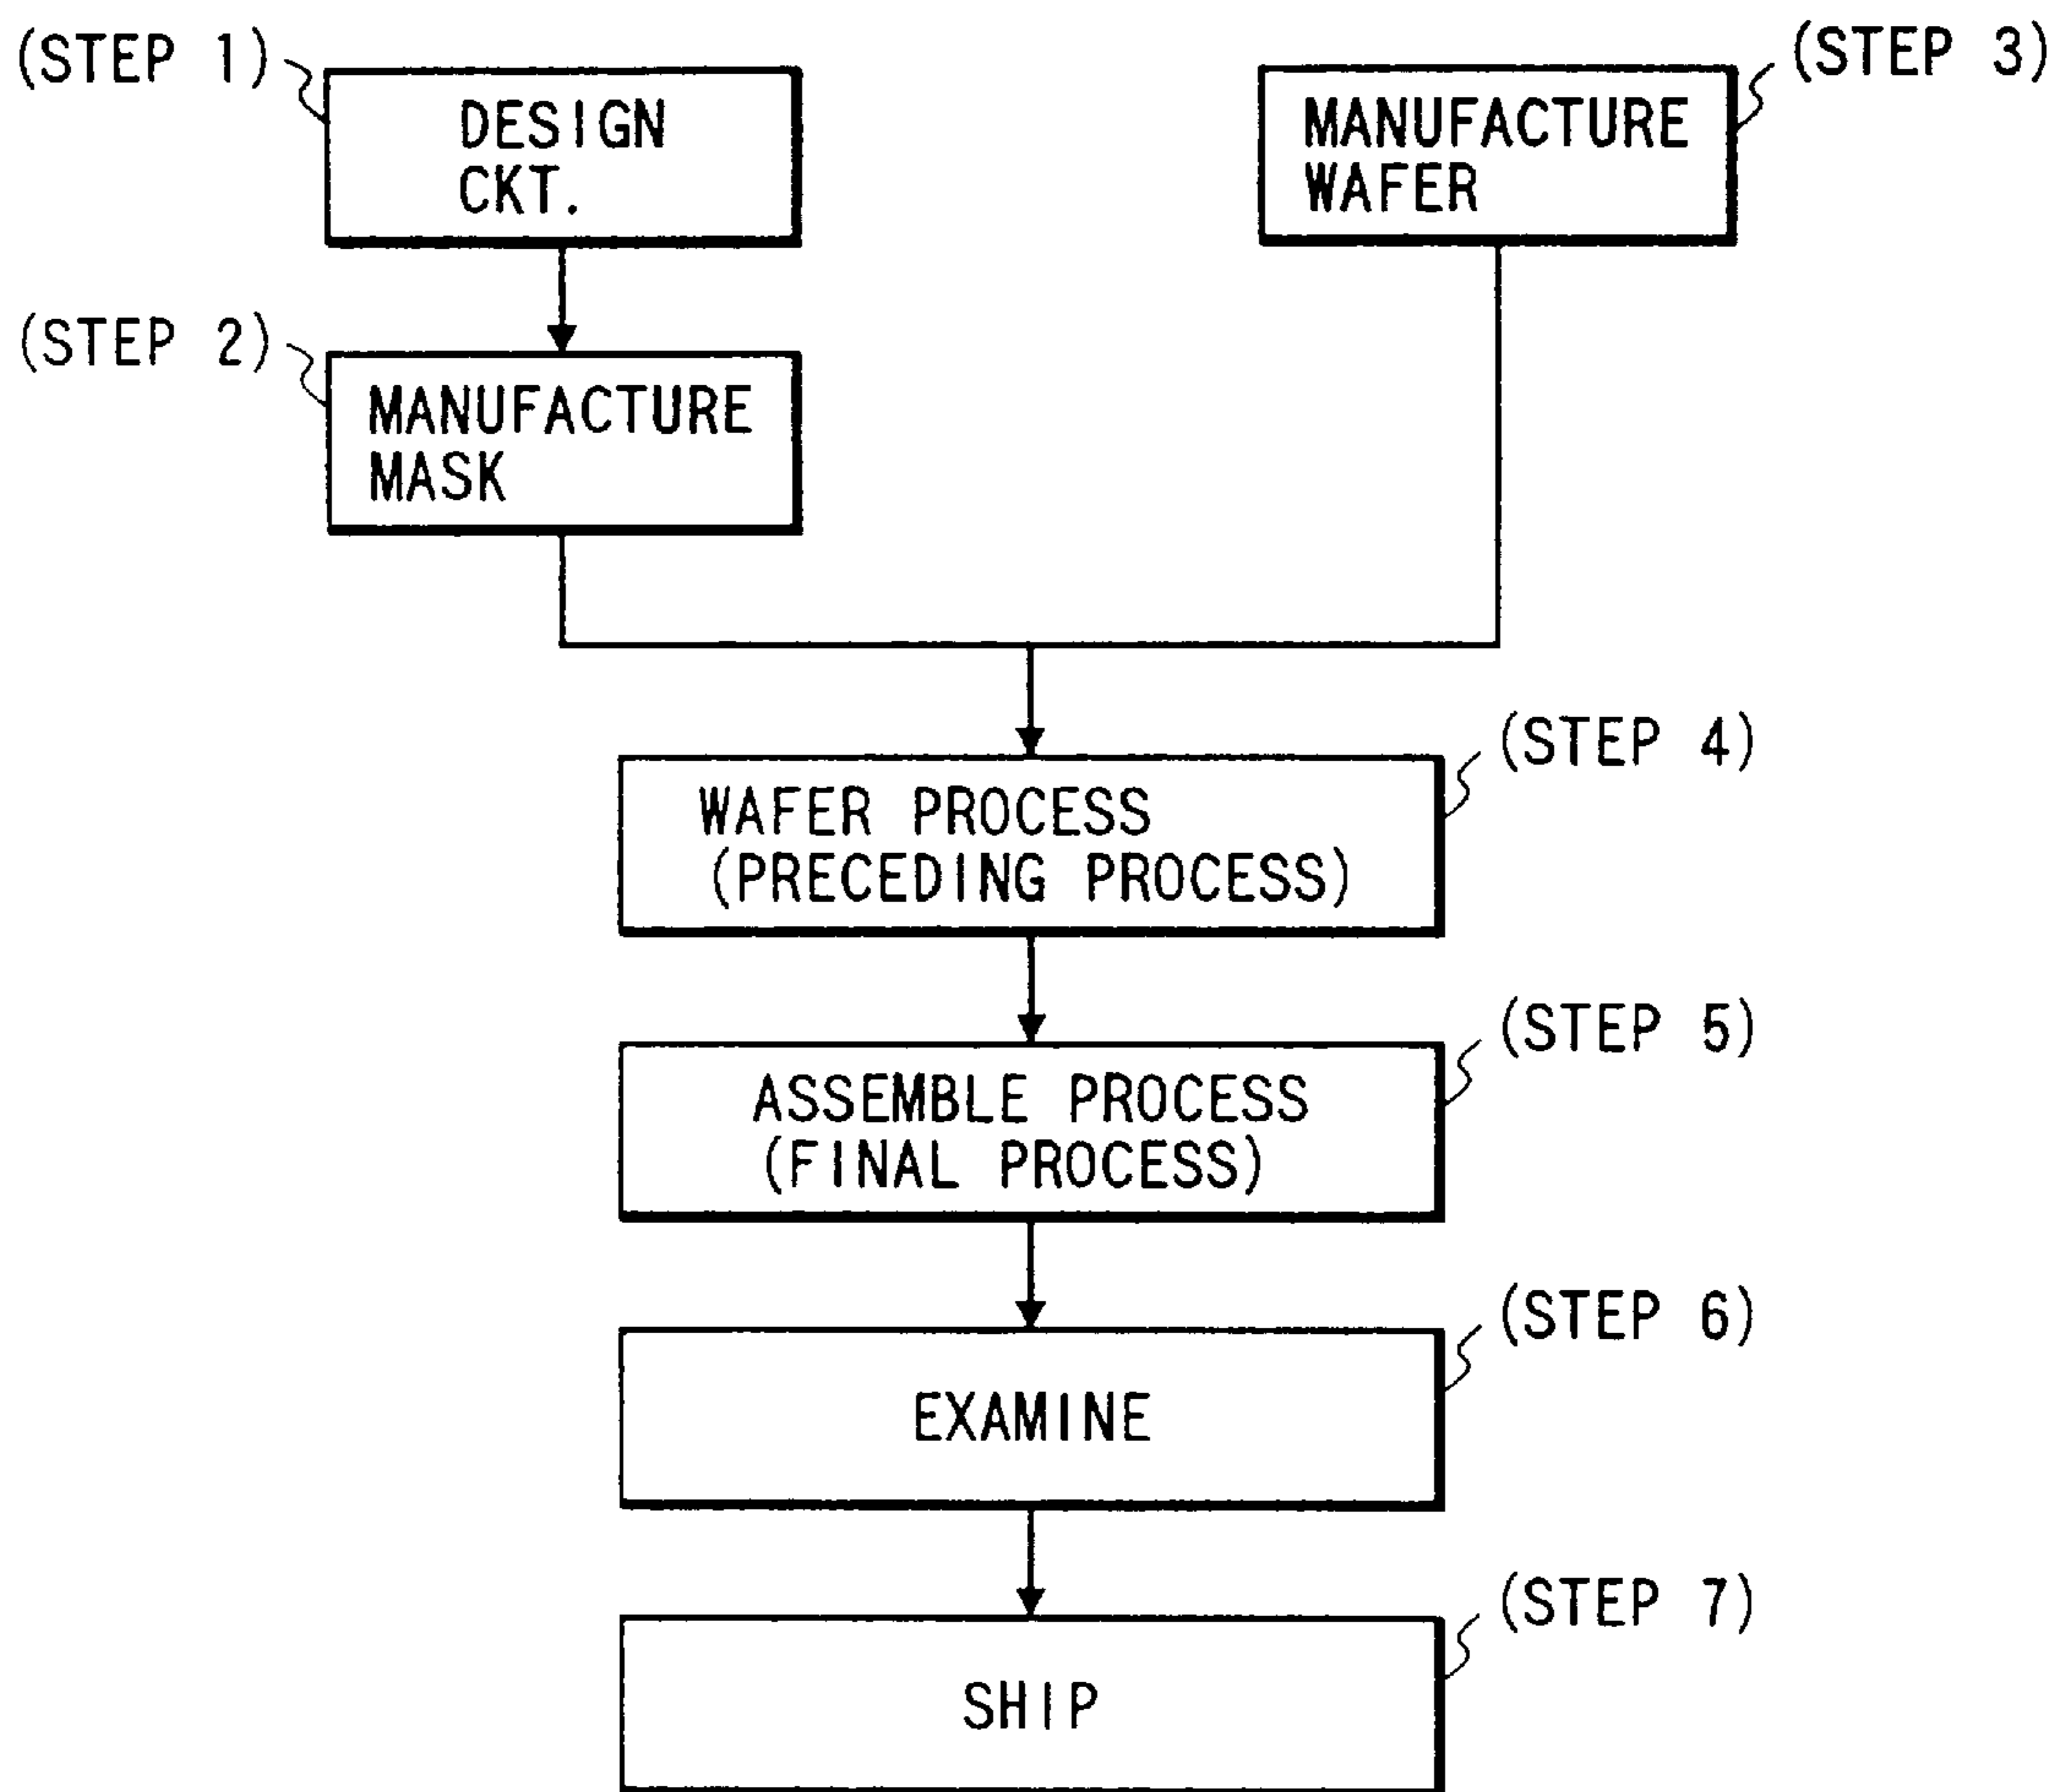 (STEP 1)
DESIGN
CKT.
(STEP 3)
MANUFACTURE
WAFER
(STEP 2)
MANUFACTURE
MASK
(STEP 4)
WAFER PROCESS
(PRECEDING PROCESS)
(STEP 5)
ASSEMBLE PROCESS
(FINAL PROCESS)
(STEP 6)
EXAMINE
(STEP 7)
SHIP